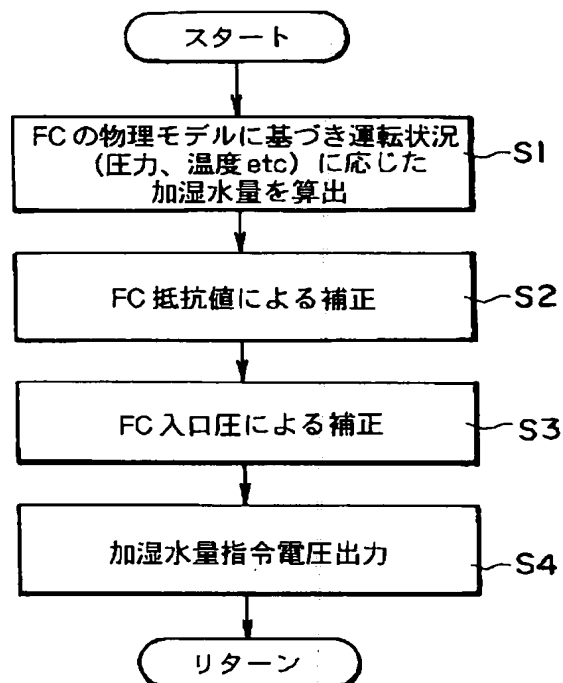 スタート
FCの物理モデルに基づき運転状況
(圧力、温度etc)に応じた
加湿水量を算出
S1
FC抵抗値による補正
S2
FC入口圧による補正
S3
加湿水量指令電圧出力
S4
リターン